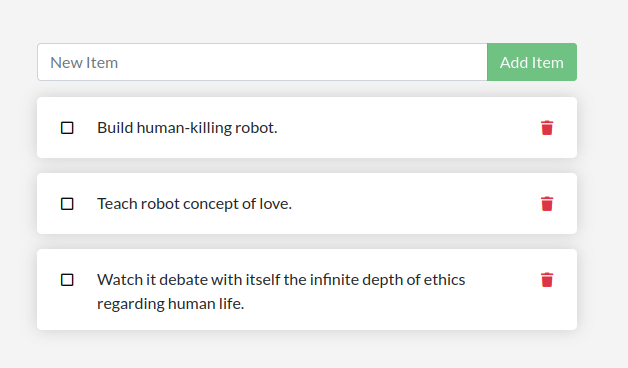 New Item
Add Item
Build human-killing robot.
Teach robot concept of love.
Watch it debate with itself the infinite depth of ethics
regarding human life.